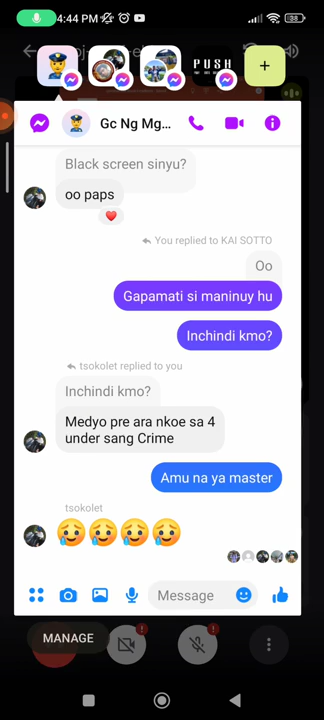 4:44 PM
38
PUSH
Gc Ng Mg...
Black screen sinyu?
oo paps
You replied to KAI SOTTO
Oo
Gapamati si maninuy hu
Inchindi kmo?
tsokolet replied to you
Inchindi kmo?
Medyo pre ara nkoe sa 4
under sang Crime
Amu na ya master
tsokolet
Message
MANAGE